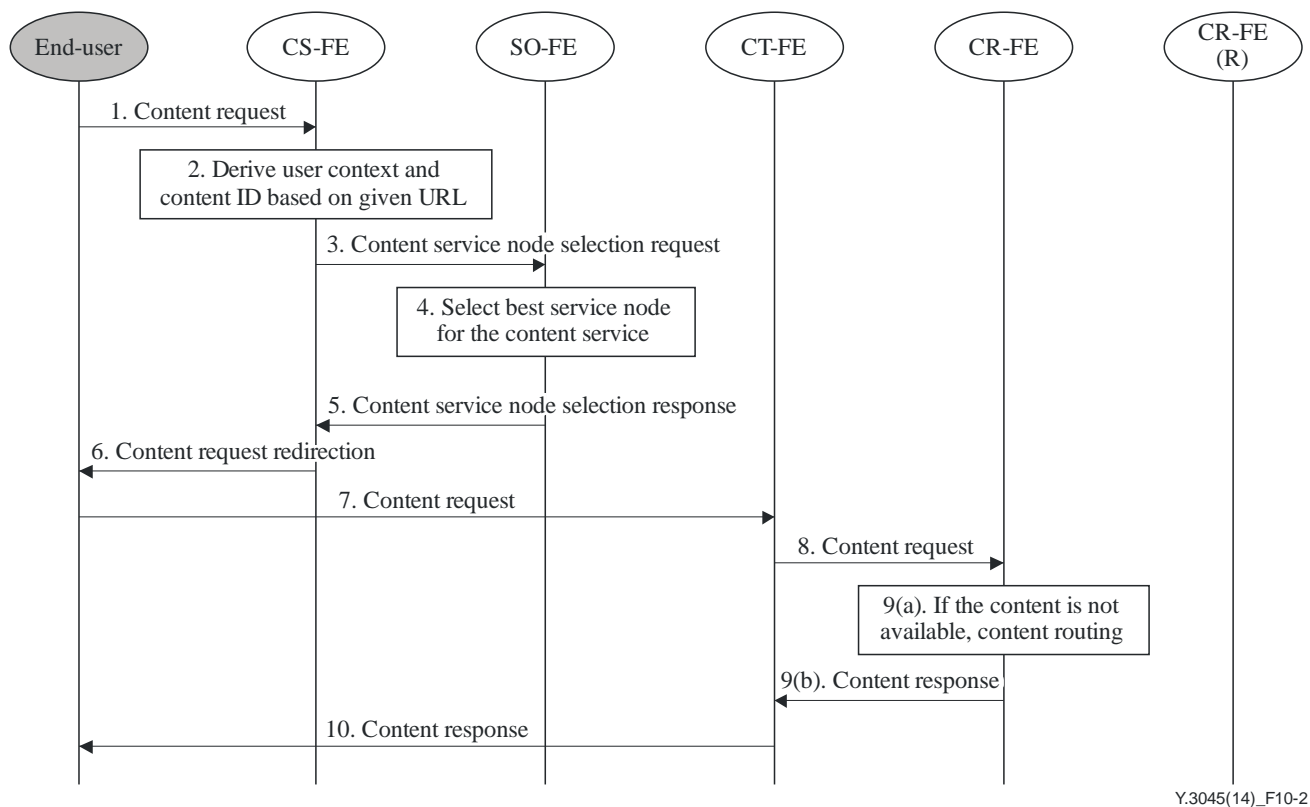 End-user
CS-FE
SO-FE
CT-FE
CR-FE
CR-FE
(R)
1. Content request
2. Derive user context and
content ID based on given URL
3. Content service node selection request
4. Select best service node
for the content service
5. Content service node selection response
6. Content request redirection
7. Content request
8. Content request
9(a). If the content is not
available, content routing
9(b). Content response
10. Content response
Y.3045(14)_F10-2